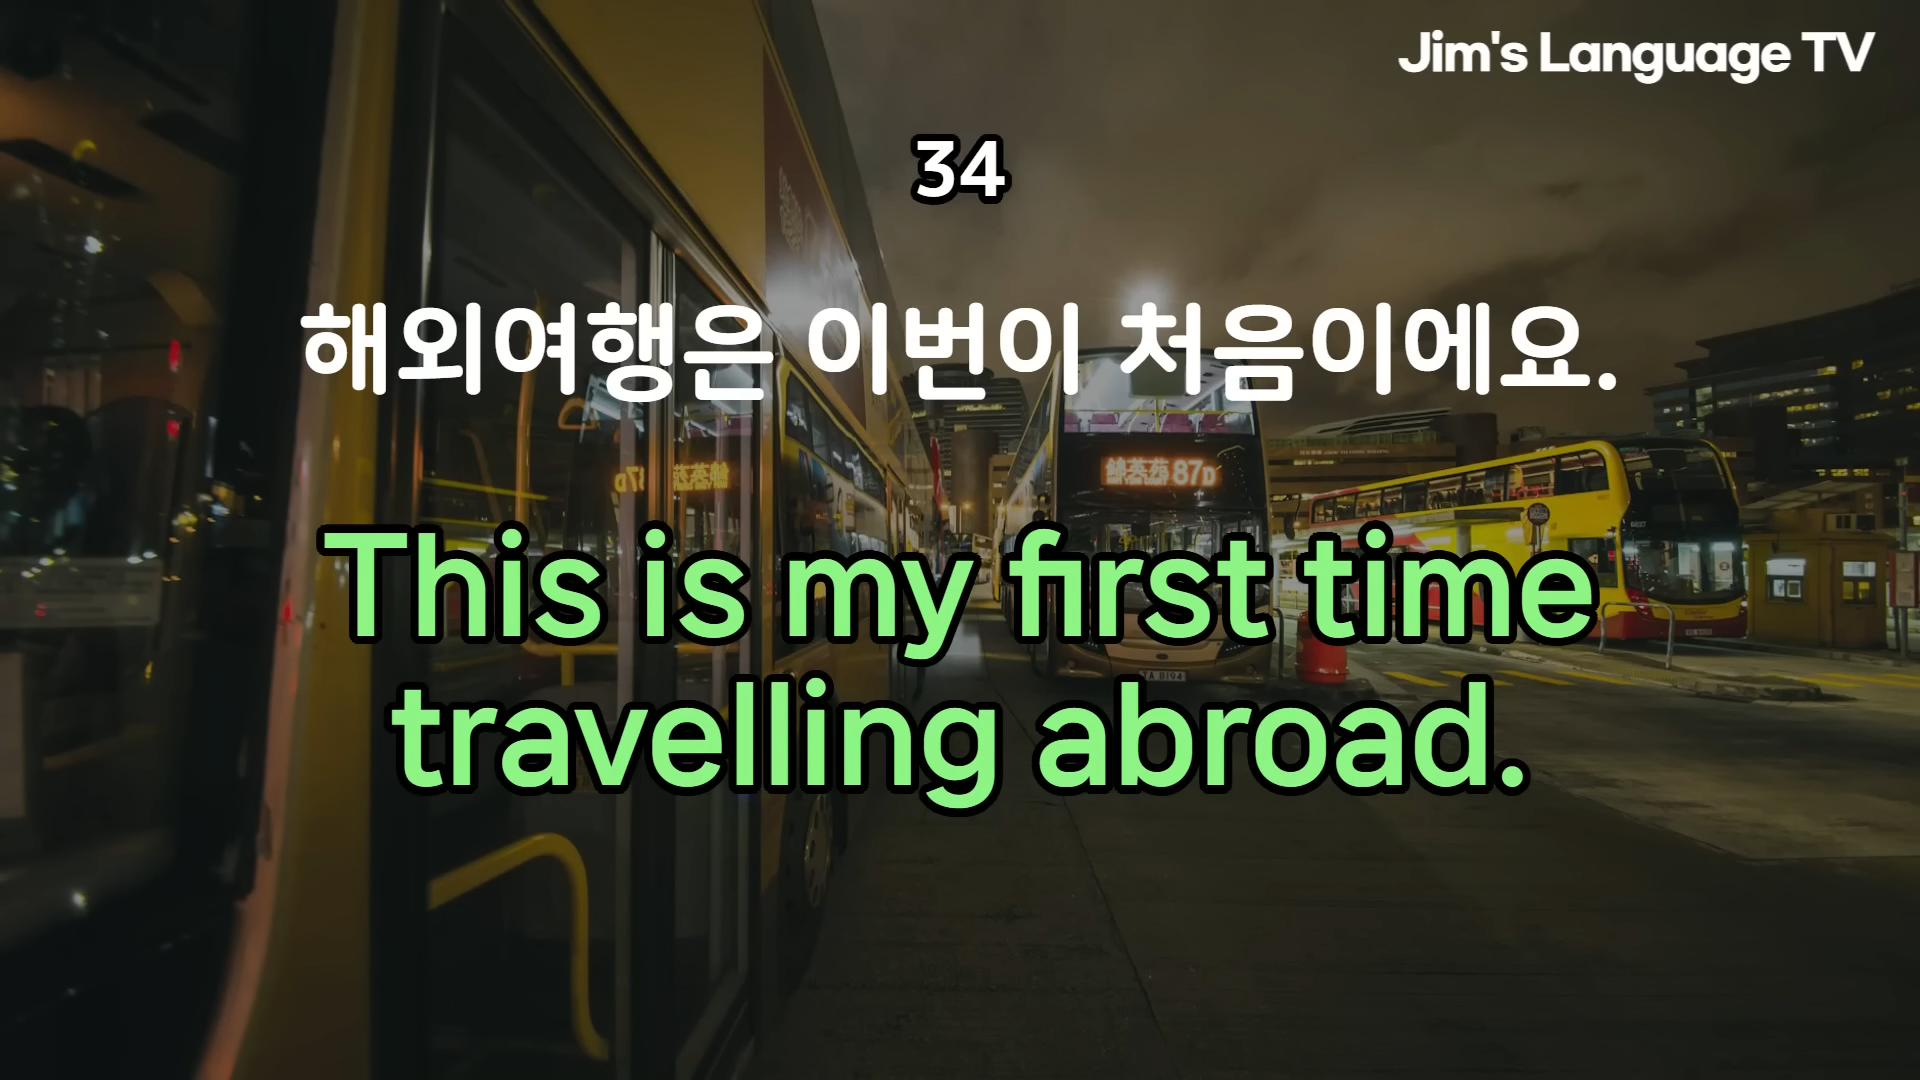 Jim's Language TV
34
해외여행은 이번이 처음이에요.
87D
This is my first time
travelling abroad.